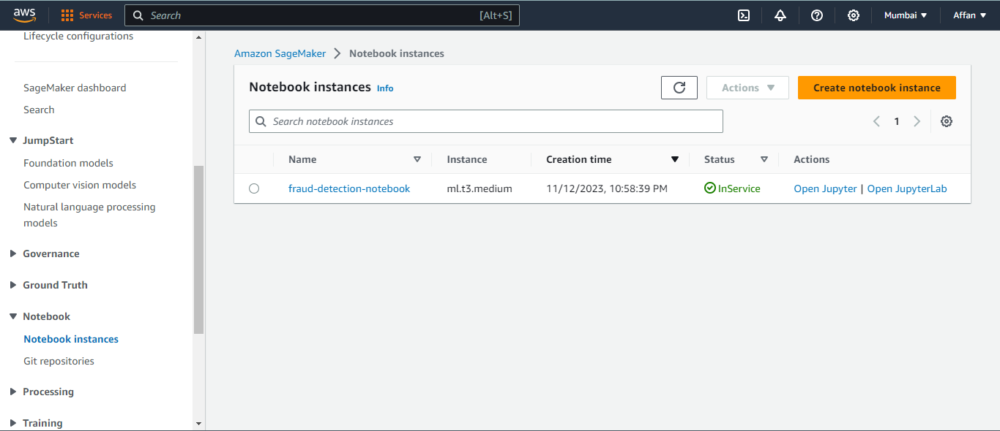 aws
Services
Search
[Alt+S]
Mumbai
Affan
Lifecycle configurations
SageMaker dashboard
Search
JumpStart
Foundation models
Computer vision models
Natural language processing
models
Governance
Ground Truth
Notebook
Notebook instances
Git repositories
Processing
Training
Amazon SageMaker
Notebook instances
Notebook instances Info
Actions
Create notebook instance
Search notebook instances
1
Name Instance Creation time Status Actions
fraud-detection-notebook ml.t3.medium 11/12/2023, 10:58:39 PM InService Open Jupyter | Open JupyterLab